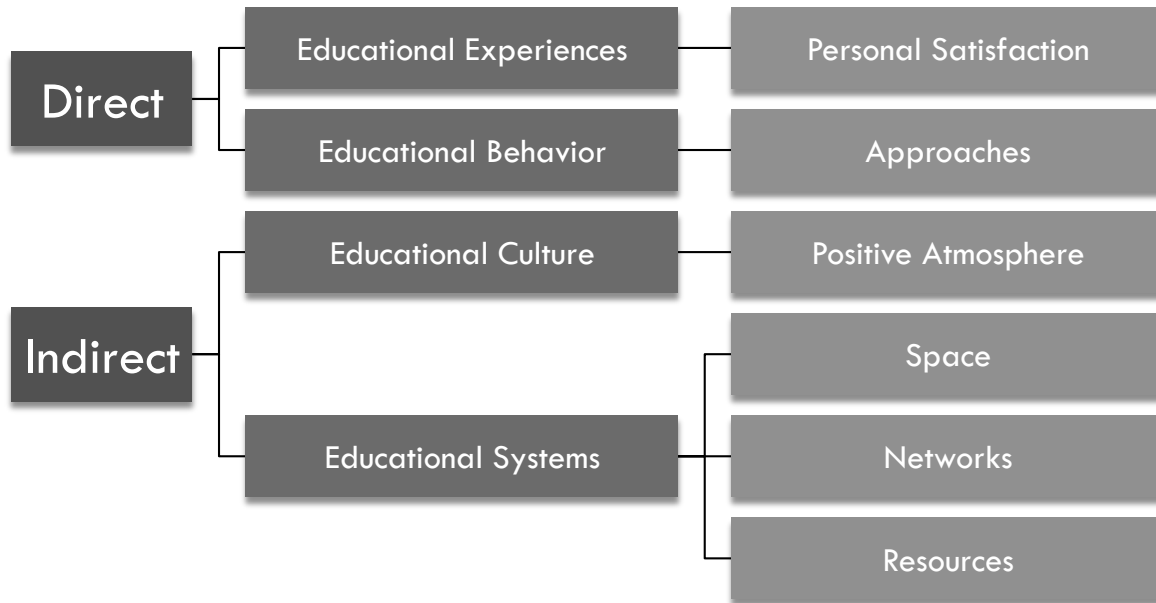 Direct
Educational Experiences
Personal Satisfaction
Educational Behavior
Approaches
Indirect
Educational Culture
Positive Atmosphere
Educational Systems
Space
Networks
Resources